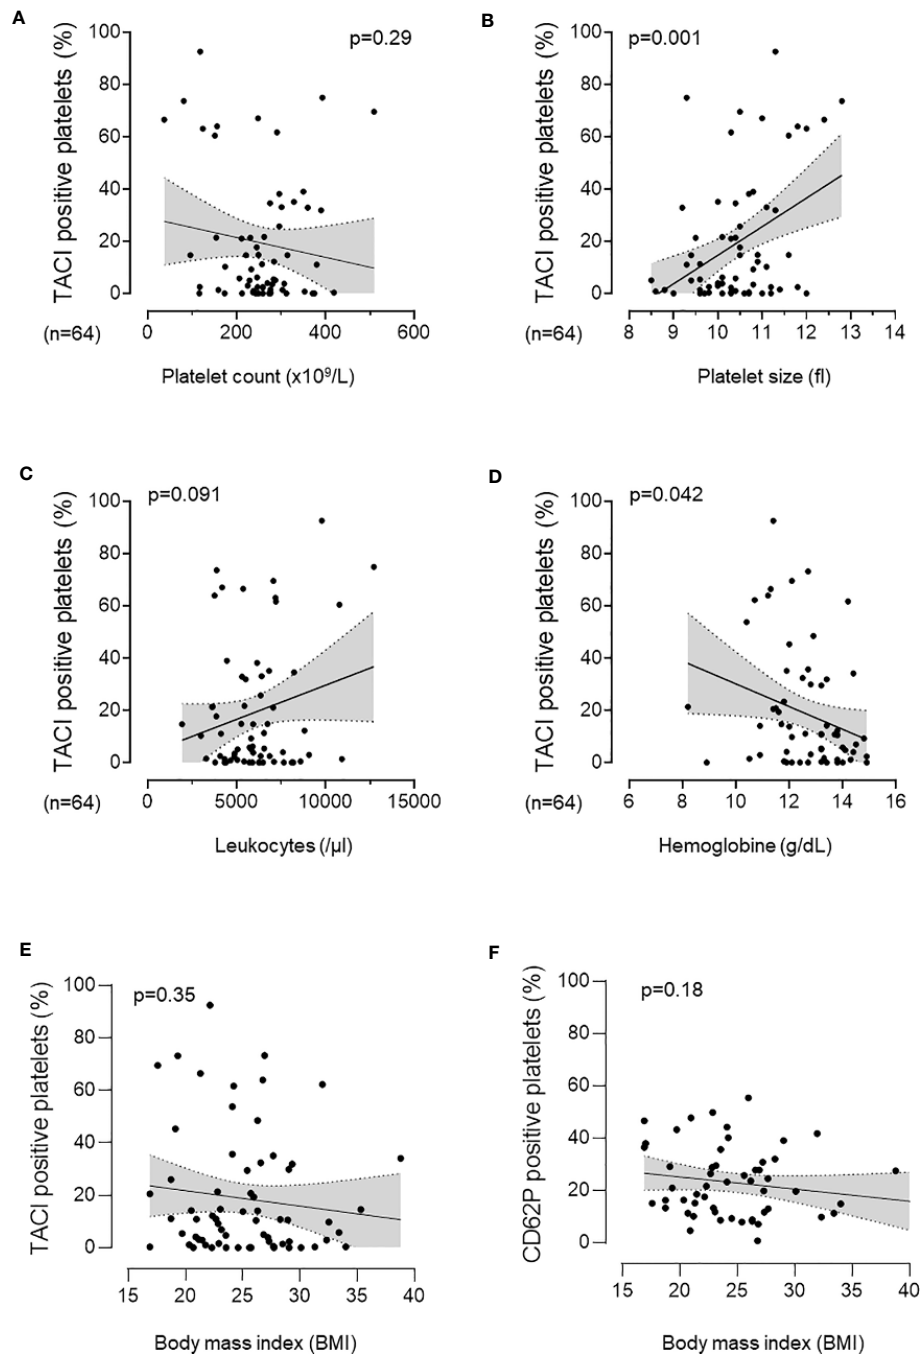 A
B
TACI positive platelets (%)
100
80
60
40
20
0
p=0.29
(n=64)
0
200
400
600
Platelet count (x10⁹/L)
TACI positive platelets (%)
100
80
60
40
20
0
p=0.001
(n=64)
8
9
10
11
12
13
14
Platelet size (fl)
C
D
TACI positive platelets (%)
100
80
60
40
20
0
p=0.091
(n=64)
0
5000
10000
15000
Leukocytes (/µl)
TACI positive platelets (%)
100
80
60
40
20
0
p=0.042
(n=64)
6
8
10
12
14
16
Hemoglobine (g/dL)
E
F
TACI positive platelets (%)
100
80
60
40
20
0
p=0.35
15
20
25
30
35
40
Body mass index (BMI)
CD62P positive platelets (%)
100
80
60
40
20
0
p=0.18
15
20
25
30
35
40
Body mass index (BMI)